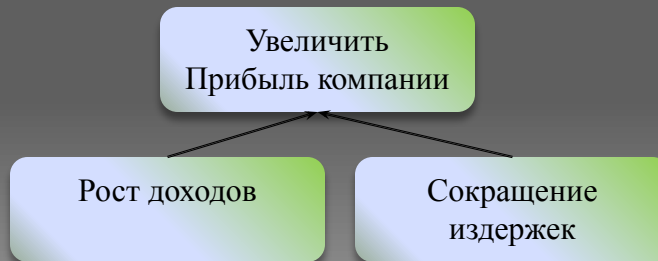 Увеличить
Прибыль компании
Рост доходов
Сокращение
издержек